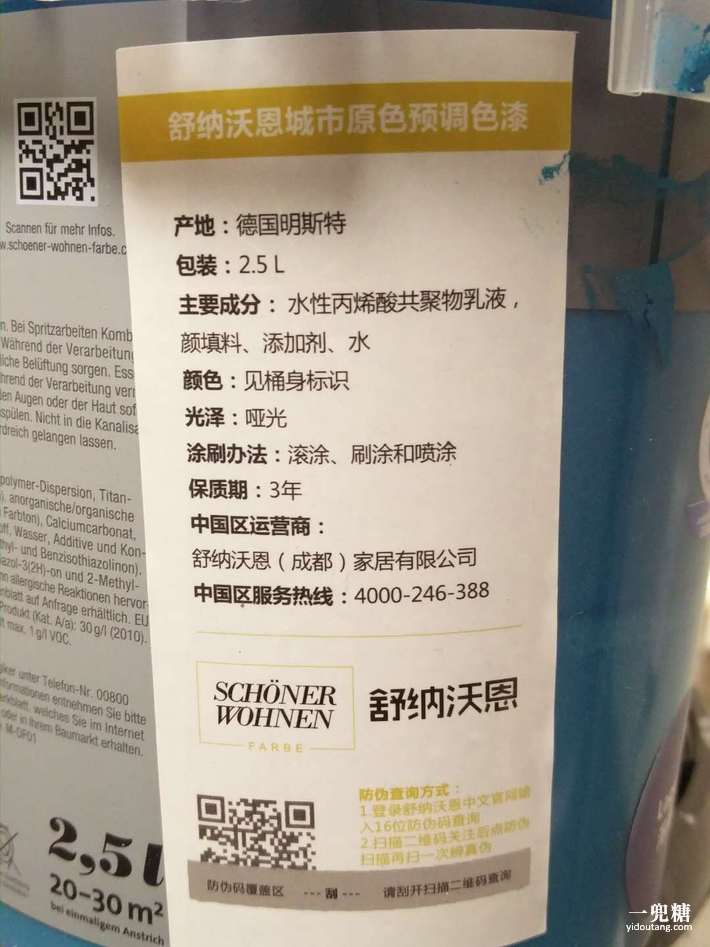 舒纳沃恩城市原色预调色漆
产地：德国明斯特
包装：2.5 L
主要成分： 水性丙烯酸共聚物乳液，
颜填料、添加剂、水
颜色：见桶身标识
光泽：哑光
涂刷办法：滚涂、刷涂和喷涂
保质期：3年
中国区运营商：
舒纳沃恩（成都）家居有限公司
中国区服务热线：4000-246-388
SCHÖNER
WOHNEN
FARBE
舒纳沃恩
防伪查询方式：
1.登录舒纳沃恩中文官网输
入16位防伪码查询
2.扫描二维码关注后点防伪
扫描再扫一次辨真伪
防伪码覆盖区 --- 刮 --- 请刮开扫描二维码查询
Scannen für mehr Infos.
w.schoener-wohnen-farbe.c
n. Bei Spritzarbeiten Komb
Während der Verarbeitung
liche Belüftung sorgen. Ess
hrend der Verarbeitung ver
den Augen oder der Haut sof
spülen. Nicht in die Kanalisa
rdreich gelangen lassen.
polymer-Dispersion, Titan-
), anorganische/organische
Farbton), Calciumcarbonat,
off, Wasser, Additive und Kon-
thyl- und Benzisothiazolinon).
azol-3(2H)-on und 2-Methyl-
nn allergische Reaktionen hervor-
nblatt auf Anfrage erhältlich. EU
Produkt (Kat. A/a): 30 g/l (2010).
t max. 1 g/l VOC.
giker unter Telefon-Nr. 00800
nformationen entnehmen Sie bitte
erkblatt, welches Sie im Internet
oder in Ihrem Baumarkt erhalten.
M-DF01
2,5 l
20-30 m²
bei einmaligem Anstrich
一兜糖
yidoutang.com